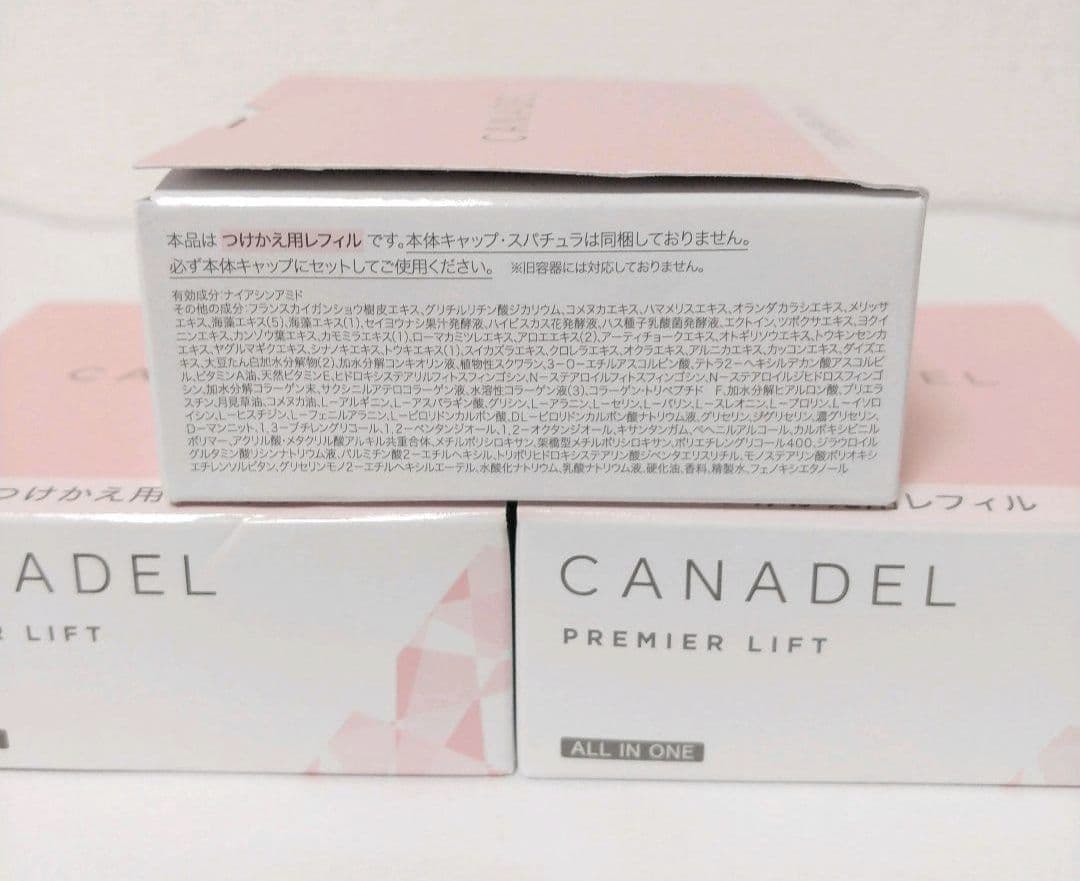 CANADEL
本品は つけかえ用レフィル です。本体キャップ・スパチュラは同梱しておりません。
必ず本体キャップにセットしてご使用ください。 ※旧容器には対応しておりません。
有効成分:ナイアシンアミド
その他の成分:フランスカイガンショウ樹皮エキス、グリチルリチン酸ジカリウム、コメヌカエキス、ハマメリスエキス、オランダカラシエキス、メリッサ
エキス、海藻エキス(5)、海藻エキス(1)、セイヨウナシ果汁発酵液、ハイビスカス花発酵液、ハス種子乳酸菌発酵液、エクトイン、ツボクサエキス、ヨクイ
ニンエキス、カンゾウ葉エキス、カモミラエキス(1)、ローマカミツレエキス、アロエエキス(2)、アーティチョークエキス、オトギリソウエキス、トウキンセンカ
エキス、ヤグルマギクエキス、シナノキエキス、トウキエキス(1)、スイカズラエキス、クロレラエキス、オクラエキス、アルニカエキス、カッコンエキス、ダイズエ
キス、大豆たん白加水分解物(2)、加水分解コンキオリン液、植物性スクワラン、3-O-エチルアスコルビン酸、テトラ2-ヘキシルデカン酸アスコルビ
ル、ビタミンA油、天然ビタミンE、ヒドロキシステアリルフィトスフィンゴシン、N-ステアロイルフィトスフィンゴシン、N-ステアロイルジヒドロスフィンゴ
シン、加水分解コラーゲン末、サクシニルアテロコラーゲン液、水溶性コラーゲン液(3)、コラーゲン・トリペプチド F、加水分解ヒアルロン酸、プリエラ
スチン、月見草油、コメヌカ油、L-アルギニン、L-アスパラギン酸、グリシン、L-アラニン、L-セリン、L-バリン、L-スレオニン、L-プロリン、L-イソロ
イシン、L-ヒスチジン、L-フェニルアラニン、L-ピロリドンカルボン酸、DL-ピロリドンカルボン酸ナトリウム液、グリセリン、ジグリセリン、濃グリセリン、
D-マンニット、1,3-ブチレングリコール、1,2-ペンタンジオール、1,2-オクタンジオール、キサンタンガム、ベヘニルアルコール、カルボキシビニル
ポリマー、アクリル酸・メタクリル酸アルキル共重合体、メチルポリシロキサン、架橋型メチルポリシロキサン、ポリエチレングリコール400、ジラウロイル
グルタミン酸リシンナトリウム液、パルミチン酸2-エチルヘキシル、トリポリヒドロキシステアリン酸ジペンタエリスリチル、モノステアリン酸ポリオキシ
エチレンソルビタン、グリセリンモノ2-エチルヘキシルエーテル、水酸化ナトリウム、乳酸ナトリウム液、硬化油、香料、精製水、フェノキシエタノール
つけかえ用
レフィル
ADEL
LIFT
CANADEL
PREMIER LIFT
ALL IN ONE